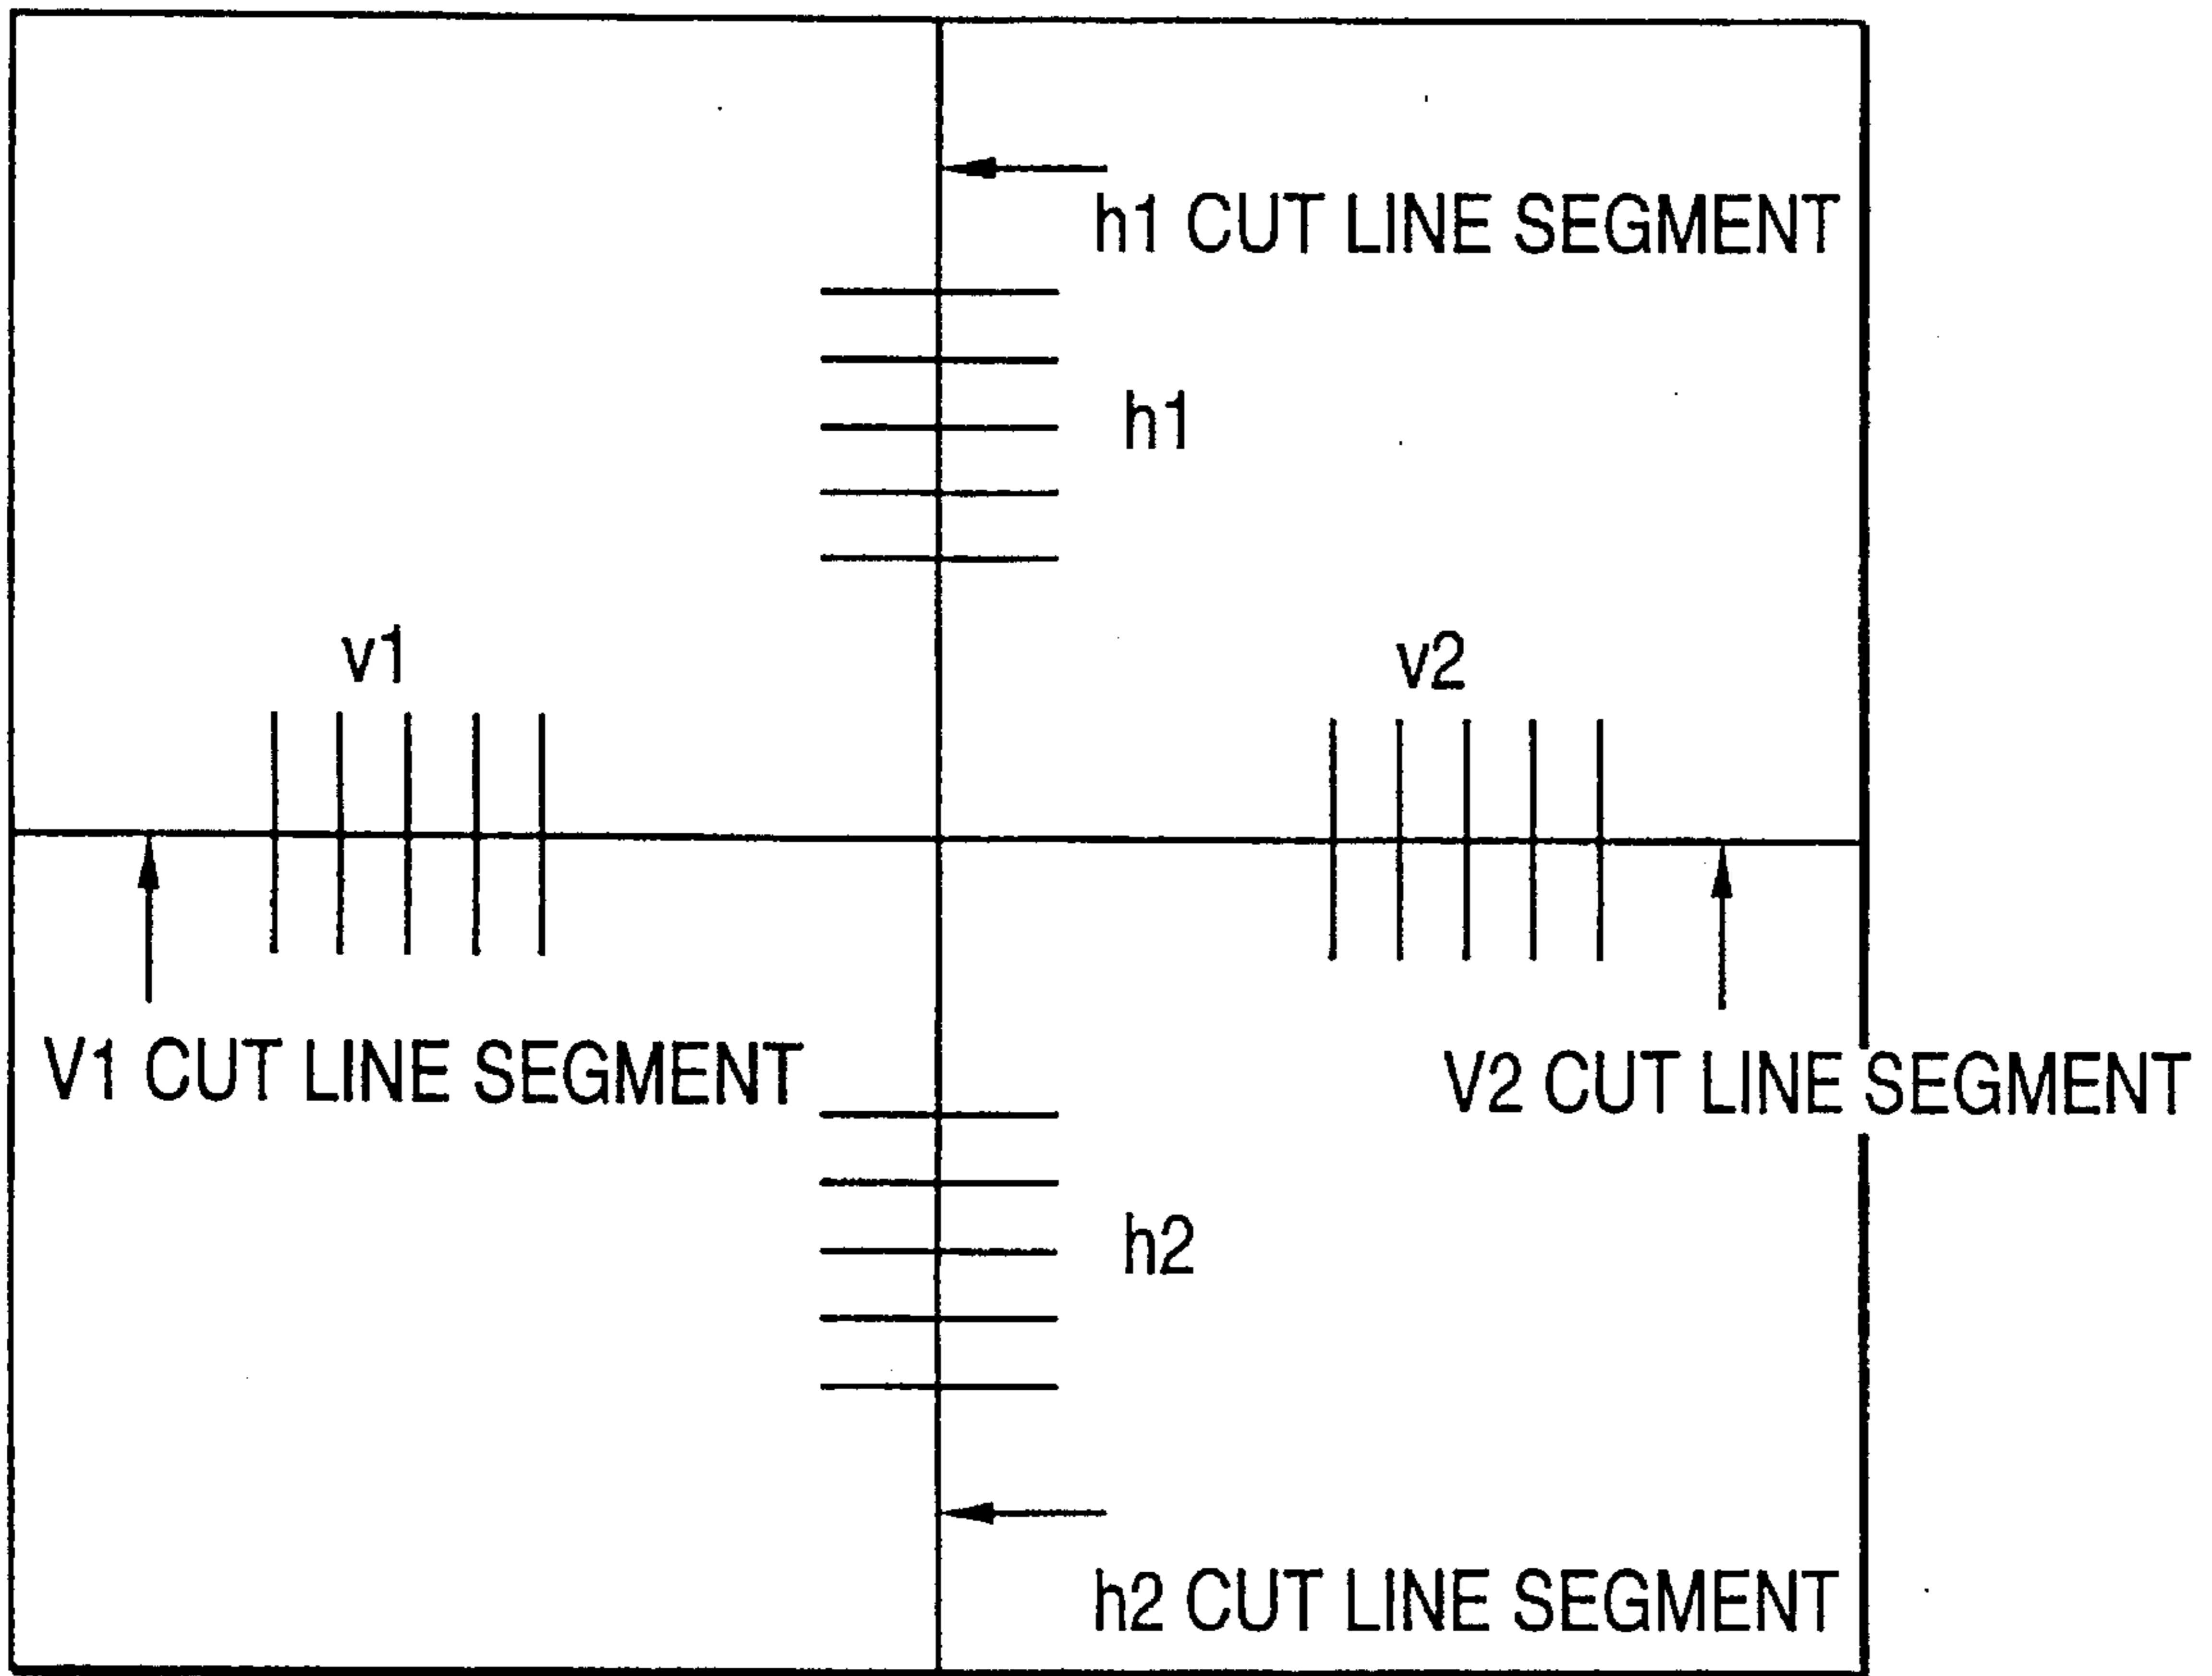 h1 CUT LINE SEGMENT
h1
v1
v2
V1 CUT LINE SEGMENT
V2 CUT LINE SEGMENT
h2
h2 CUT LINE SEGMENT